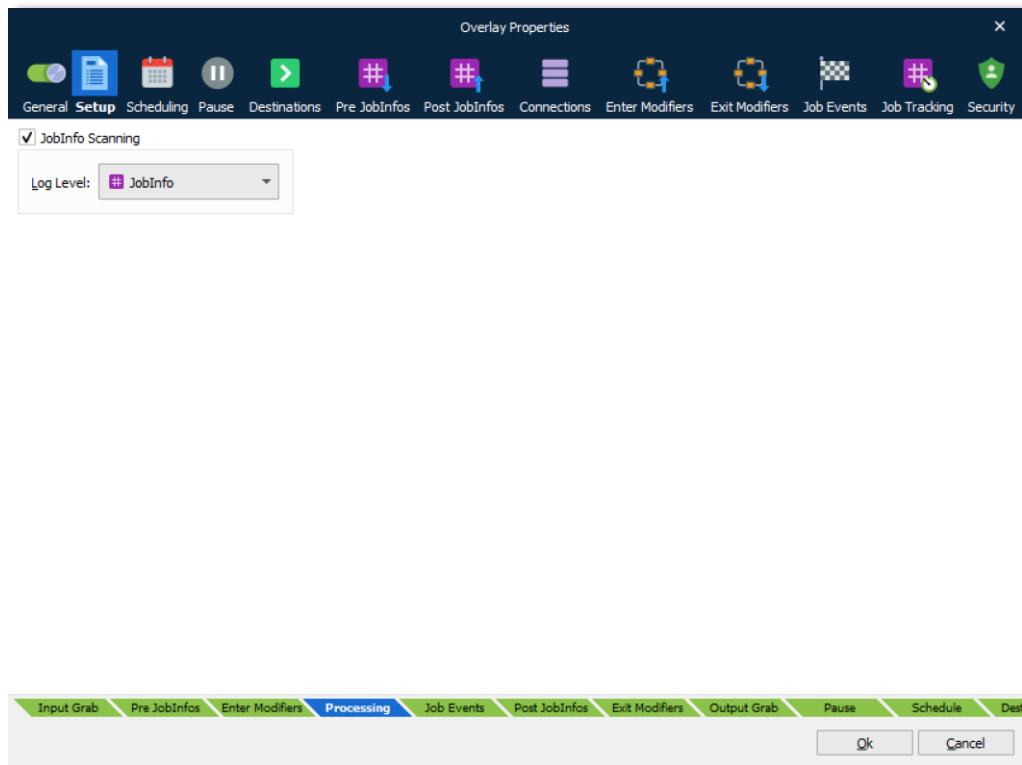 Overlay Properties
General Setup Scheduling Pause Destinations Pre JobInfos Post JobInfos Connections Enter Modifiers Exit Modifiers Job Events Job Tracking Security
JobInfo Scanning
Log Level: JobInfo
Input Grab Pre JobInfos Enter Modifiers Processing Job Events Post JobInfos Exit Modifiers Output Grab Pause Schedule Dest
Ok Cancel